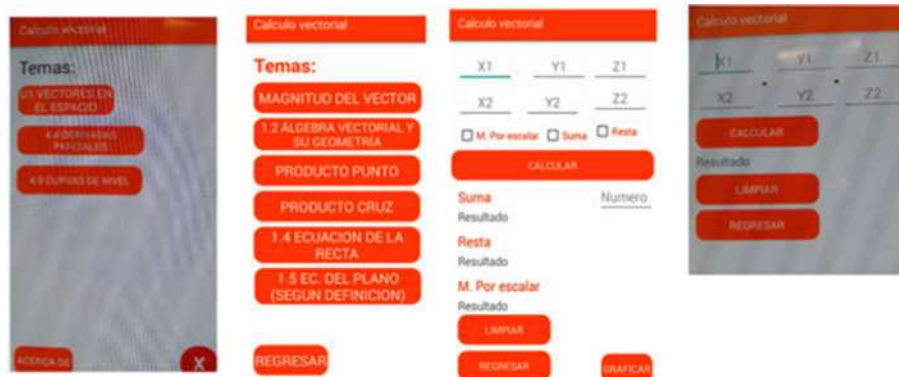 Calculo vectorial
Temas:
U1 VECTORES EN
EL ESPACIO
4.4 DERIVADAS
PARCIALES
4.9 CURVAS DE NIVEL
ACERCA DE
X
Calculo vectorial
Temas:
MAGNITUD DEL VECTOR
1.2 ÁLGEBRA VECTORIAL Y
SU GEOMETRÍA
PRODUCTO PUNTO
PRODUCTO CRUZ
1.4 ECUACION DE LA
RECTA
1.5 EC. DEL PLANO
(SEGUN DEFINICION)
REGRESAR
Calculo vectorial
X1 Y1 Z1
X2 Y2 Z2
M. Por escalar Suma Resta
CALCULAR
Suma Numero
Resultado
Resta
Resultado
M. Por escalar
Resultado
LIMPIAR
REGRESAR GRAFICAR
Calculo vectorial
X1 Y1 Z1
X2 Y2 Z2
CALCULAR
Resultado
LIMPIAR
REGRESAR